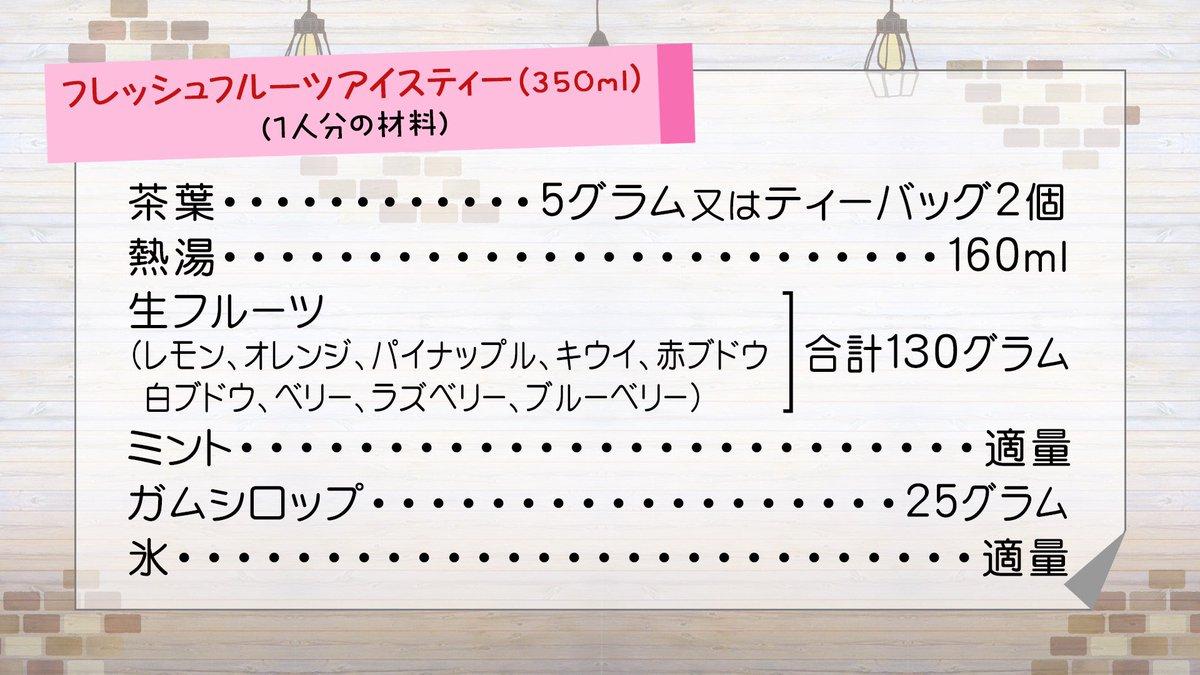 フレッシュフルーツアイスティー(350ml)
(1人分の材料)
茶葉・・・・・・・・・・・5グラム又はティーバッグ2個
熱湯・・・・・・・・・・・・・・・・・・・・・・・・・160ml
生フルーツ
(レモン、オレンジ、パイナップル、キウイ、赤ブドウ
白ブドウ、ベリー、ラズベリー、ブルーベリー)
合計130グラム
ミント・・・・・・・・・・・・・・・・・・・・・・・・・適量
ガムシロップ・・・・・・・・・・・・・・・・・・25グラム
氷・・・・・・・・・・・・・・・・・・・・・・・・・・・適量